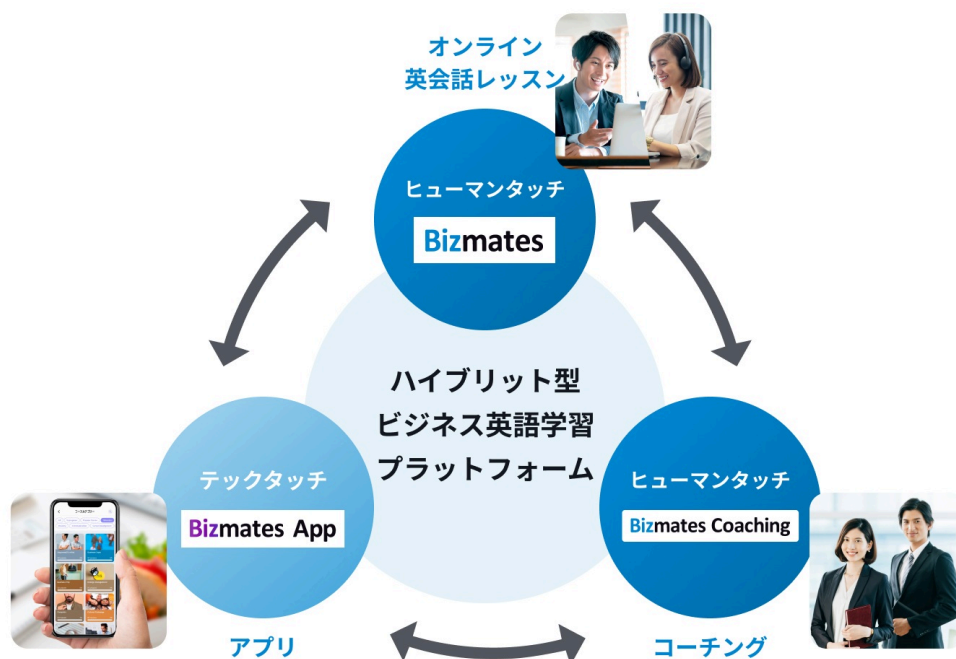 オンライン
英会話レッスン
ヒューマンタッチ
Bizmates
ハイブリット型
ビジネス英語学習
プラットフォーム
テックタッチ
Bizmates App
アプリ
ヒューマンタッチ
Bizmates Coaching
コーチング